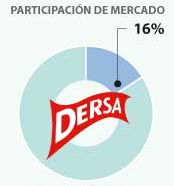 PARTICIPACIÓN DE MERCADO
16%
DERSA